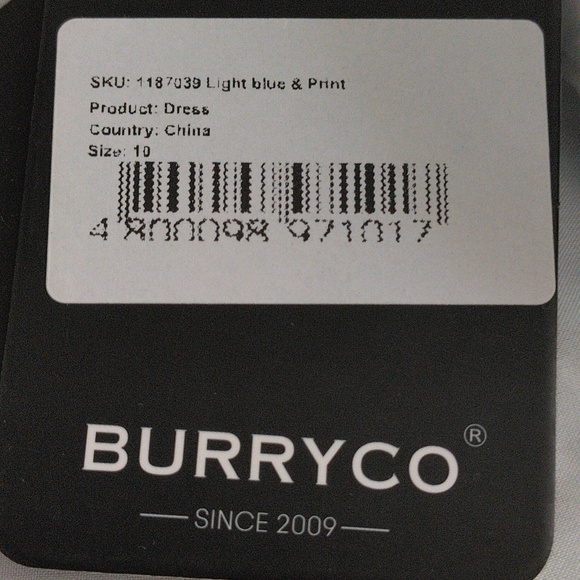 SKU: 1187039 Light blue & Print
Product: Dress
Country: China
Size: 10
4 800098 971017
BURRYCO®
SINCE 2009